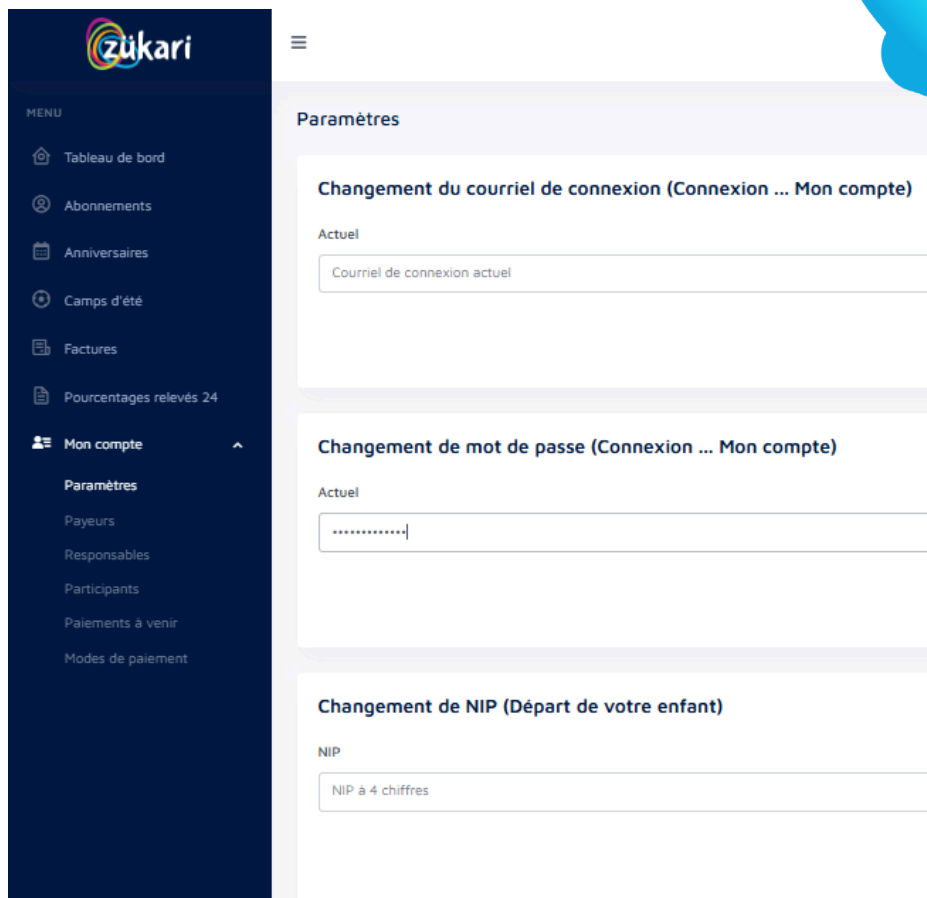 zükari
MENU
Tableau de bord
Abonnements
Anniversaires
Camps d'été
Factures
Pourcentages relevés 24
Mon compte
Paramètres
Payeurs
Responsables
Participants
Paiements à venir
Modes de paiement
Paramètres
Changement du courriel de connexion (Connexion ... Mon compte)
Actuel
Courriel de connexion actuel
Changement de mot de passe (Connexion ... Mon compte)
Actuel
•••••••••••••
Changement de NIP (Départ de votre enfant)
NIP
NIP à 4 chiffres